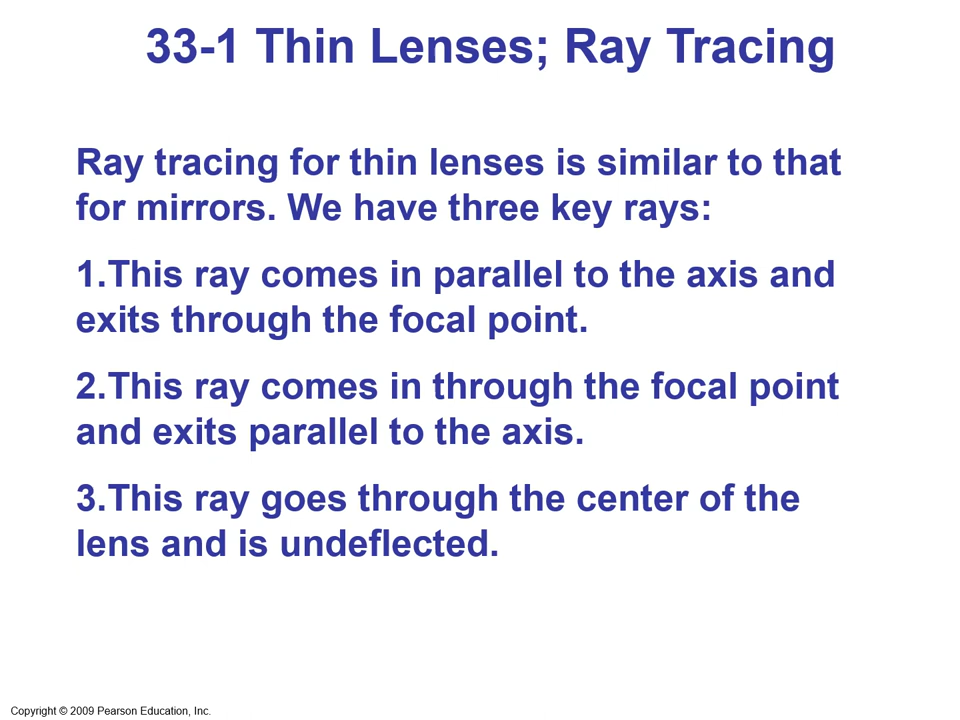 33-1 Thin Lenses; Ray Tracing
Ray tracing for thin lenses is similar to that
for mirrors. We have three key rays:
1.This ray comes in parallel to the axis and
exits through the focal point.
2.This ray comes in through the focal point
and exits parallel to the axis.
3.This ray goes through the center of the
lens and is undeflected.
Copyright © 2009 Pearson Education, Inc.